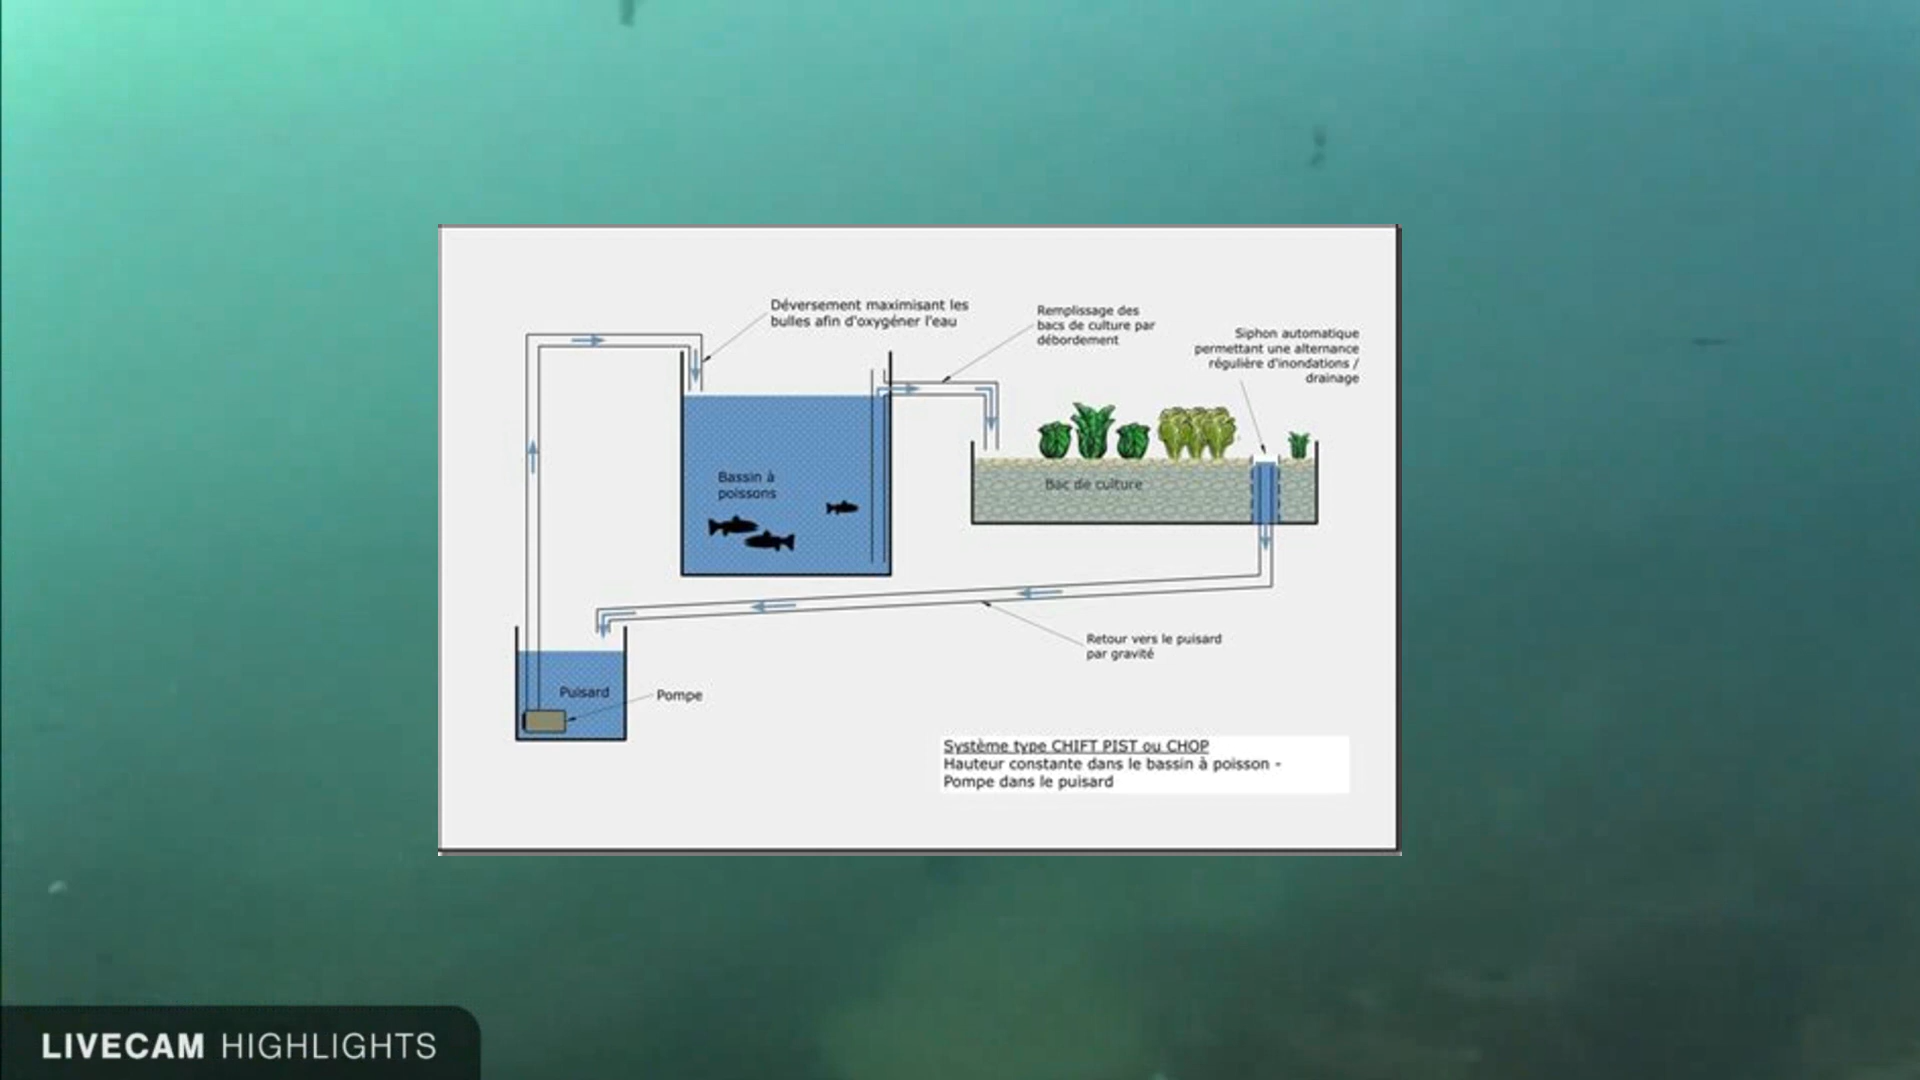 Déversement maximisant les
bulles afin d'oxygéner l'eau
Remplissage des
bacs de culture par
débordement
Siphon automatique
permettant une alternance
régulière d'inondations /
drainage
Bassin à
poissons
Bac de culture
Retour vers le puisard
par gravité
Puisard
Pompe
Système type CHIFT PIST ou CHOP
Hauteur constante dans le bassin à poisson -
Pompe dans le puisard
LIVECAM HIGHLIGHTS